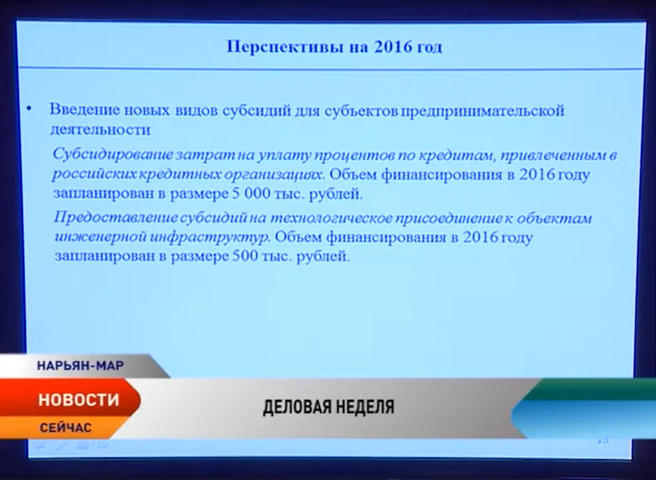 Перспективы на 2016 год
• Введение новых видов субсидий для субъектов предпринимательской
деятельности
Субсидирование затрат на уплату процентов по кредитам, привлеченным в
российских кредитных организациях. Объем финансирования в 2016 году
запланирован в размере 5 000 тыс. рублей.
Предоставление субсидий на технологическое присоединение к объектам
инженерной инфраструктур. Объем финансирования в 2016 году
запланирован в размере 500 тыс. рублей.
НАРЬЯН-МАР
НОВОСТИ
СЕЙЧАС
ДЕЛОВАЯ НЕДЕЛЯ
15